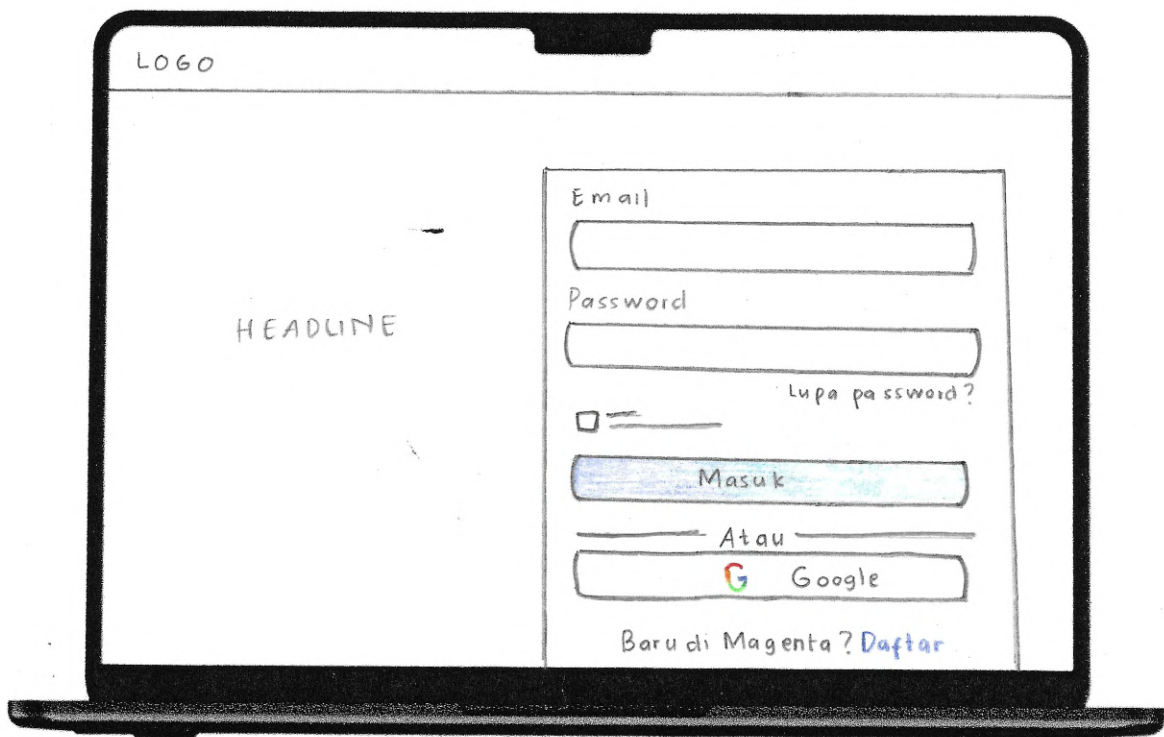 LOGO
HEADLINE
Email
Password
Lupa password?
Masuk
Atau
G Google
Baru di Magenta? Daftar